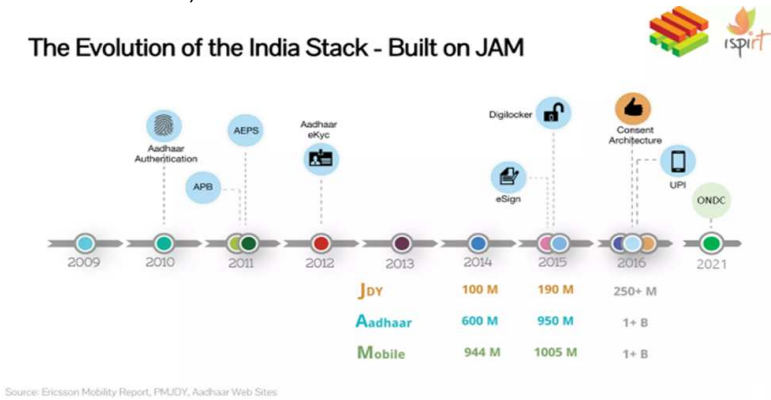 The Evolution of the India Stack - Built on JAM
ispirt
Aadhaar
Authentication
APB
AEPS
Aadhaar
eKyc
Digilocker
eSign
Consent
Architecture
UPI
ONDC
2009 2010 2011 2012 2013 2014 2015 2016 2021
JDY 100 M 190 M 250+ M
Aadhaar 600 M 950 M 1+ B
Mobile 944 M 1005 M 1+ B
Source: Ericsson Mobility Report, PMJDY, Aadhaar Web Sites